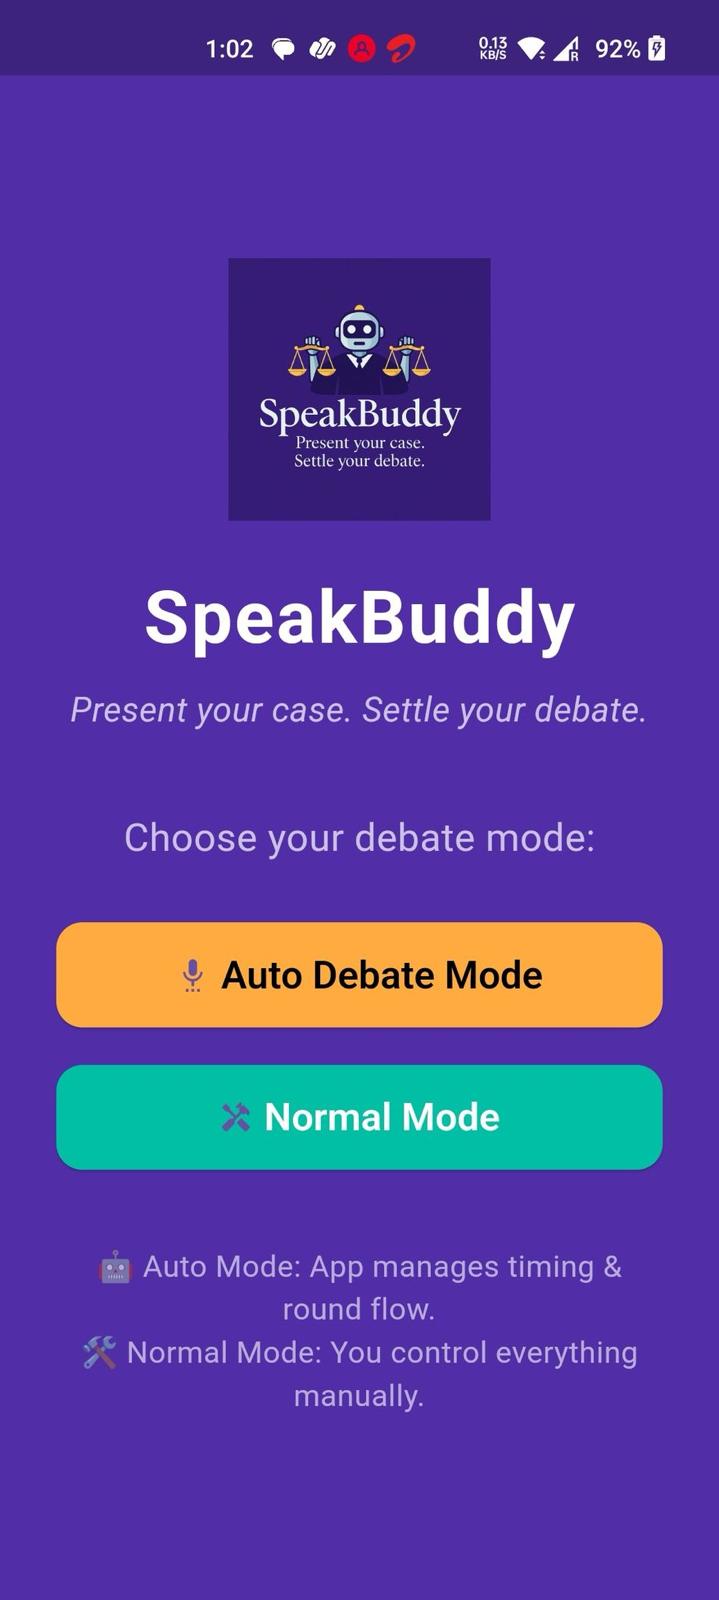 1:02 0.13 KB/S R 92%
SpeakBuddy
Present your case.
Settle your debate.
SpeakBuddy
Present your case. Settle your debate.
Choose your debate mode:
Auto Debate Mode
Normal Mode
🤖 Auto Mode: App manages timing &
round flow.
🛠️ Normal Mode: You control everything
manually.